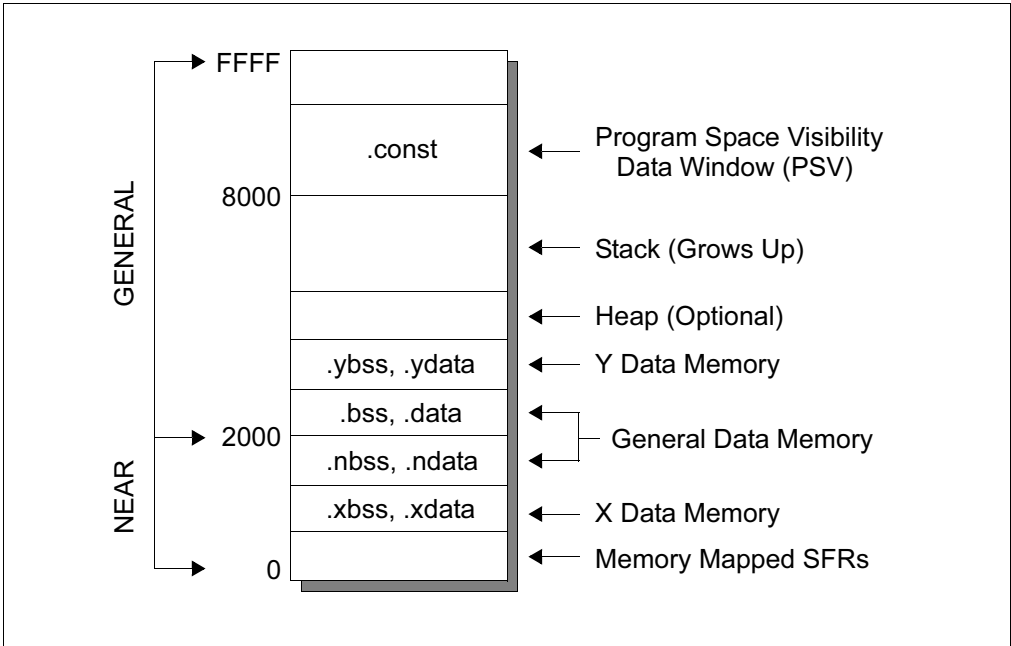 FFFF
.const
Program Space Visibility
Data Window (PSV)
8000
GENERAL
Stack (Grows Up)
Heap (Optional)
.ybss, .ydata
Y Data Memory
.bss, .data
2000
General Data Memory
.nbss, .ndata
NEAR
.xbss, .xdata
X Data Memory
Memory Mapped SFRs
0